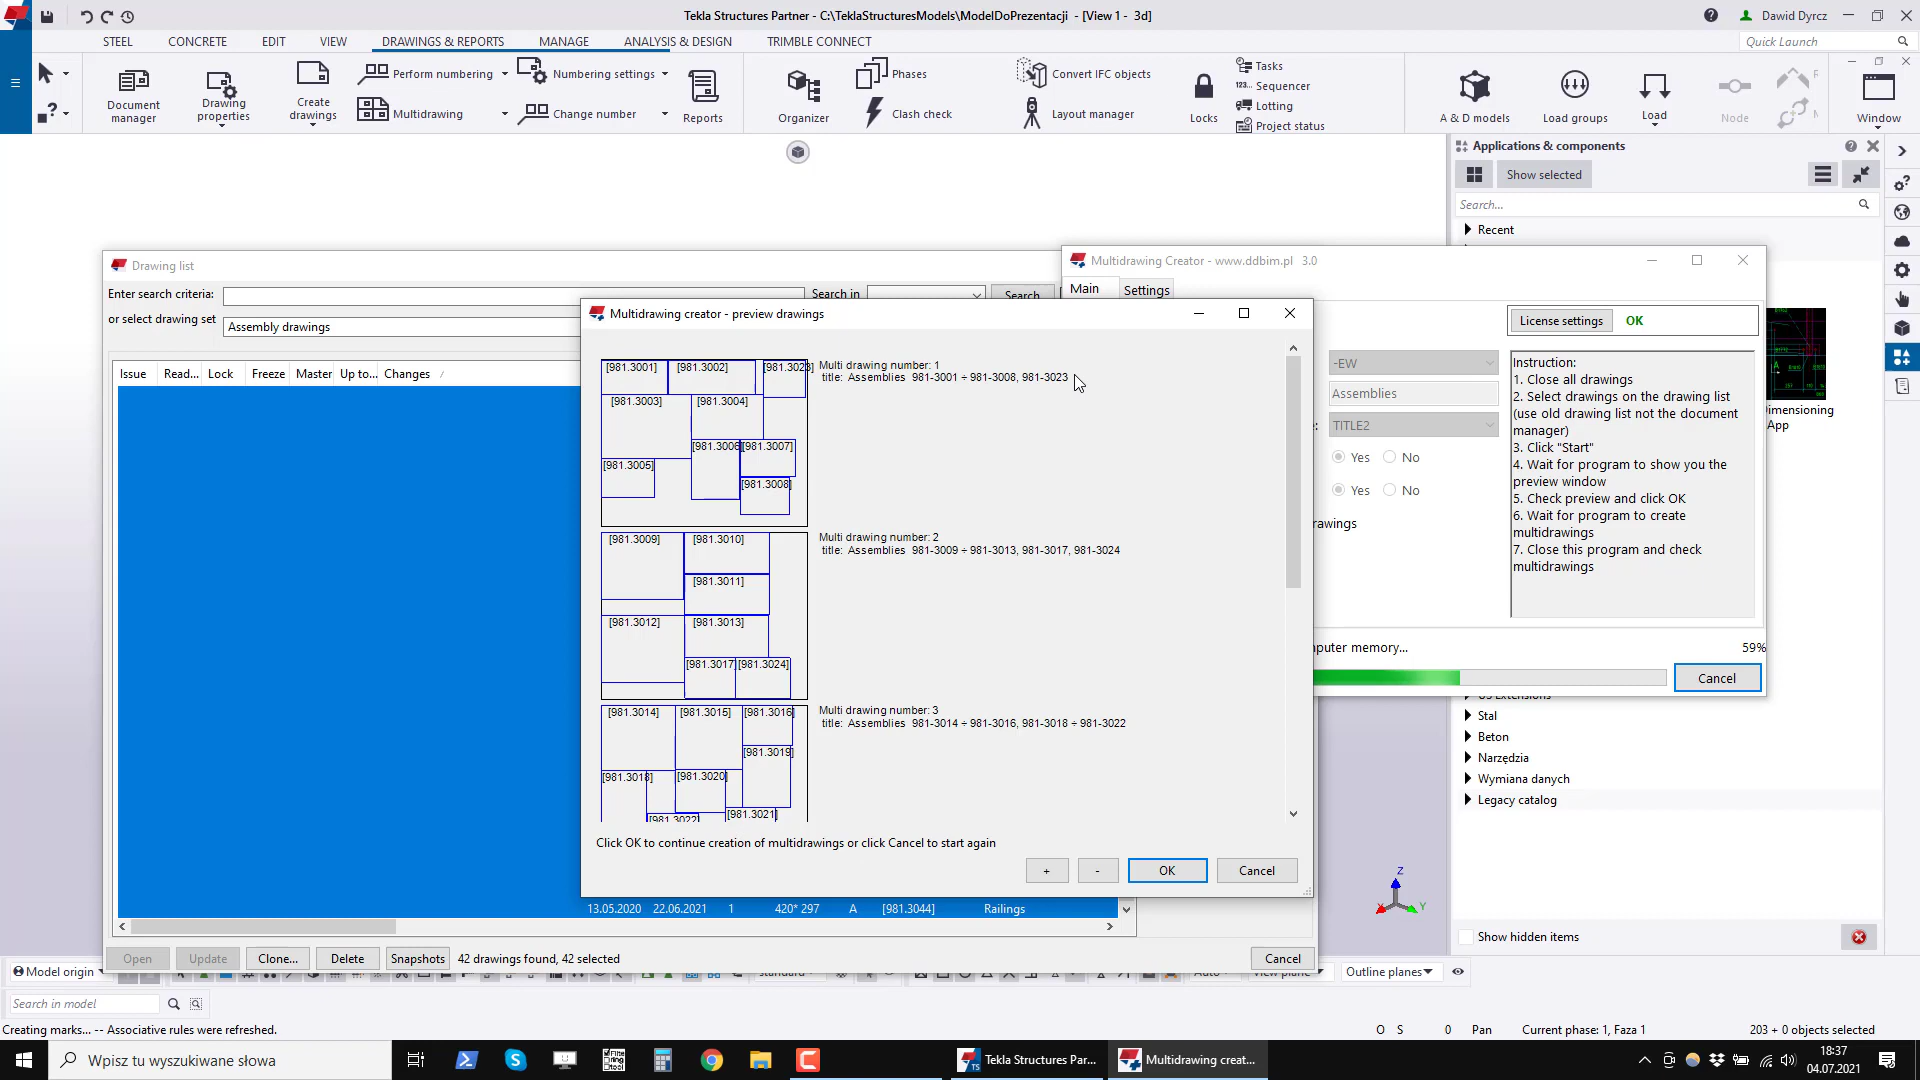 Tekla Structures Partner - C:\TeklaStructuresModels\ModelDoPrezentacji - [View 1 - 3d]
Dawid Dyrcz
STEEL CONCRETE EDIT VIEW DRAWINGS & REPORTS MANAGE ANALYSIS & DESIGN TRIMBLE CONNECT
Quick Launch
Document manager
Drawing properties
Create drawings
Perform numbering
Multidrawing
Numbering settings
Change number
Reports
Organizer
Phases
Clash check
Convert IFC objects
Layout manager
Locks
Tasks
Sequencer
Lotting
Project status
A & D models
Load groups
Load
Node
Window
Applications & components
Show selected
Search...
Recent
Drawing list
Enter search criteria:
Search in
Search
or select drawing set
Assembly drawings
Issue Read... Lock Freeze Master Up to... Changes
Multidrawing Creator - www.ddbim.pl 3.0
Main Settings
License settings OK
-EW
Assemblies
TITLE2
Yes No
Yes No
Instruction:
1. Close all drawings
2. Select drawings on the drawing list
(use old drawing list not the document
manager)
3. Click "Start"
4. Wait for program to show you the
preview window
5. Check preview and click OK
6. Wait for program to create
multidrawings
7. Close this program and check
multidrawings
59%
Cancel
App
Multidrawing creator - preview drawings
[981.3001] [981.3002] [981.3023]
[981.3003] [981.3004]
[981.3006] [981.3007]
[981.3005]
[981.3008]
Multi drawing number: 1
title: Assemblies 981-3001 ÷ 981-3008, 981-3023
[981.3009] [981.3010]
[981.3011]
[981.3012] [981.3013]
[981.3017] [981.3024]
Multi drawing number: 2
title: Assemblies 981-3009 ÷ 981-3013, 981-3017, 981-3024
[981.3014] [981.3015] [981.3016]
[981.3019]
[981.3018] [981.3020]
[981.3022] [981.3021]
Multi drawing number: 3
title: Assemblies 981-3014 ÷ 981-3016, 981-3018 ÷ 981-3022
Click OK to continue creation of multidrawings or click Cancel to start again
+ - OK Cancel
13.05.2020 22.06.2021 1 420* 297 A [981.3044] Railings
Open Update Clone... Delete Snapshots 42 drawings found, 42 selected Cancel
Stal
Beton
Narzędzia
Wymiana danych
Legacy catalog
Z
X
Y
Show hidden items
Model origin
Outline planes
Search in model
Creating marks... -- Associative rules were refreshed.
O S 0 Pan Current phase: 1, Faza 1 203 + 0 objects selected
Wpisz tu wyszukiwane słowa
Tekla Structures Par...
Multidrawing creat...
18:37
04.07.2021